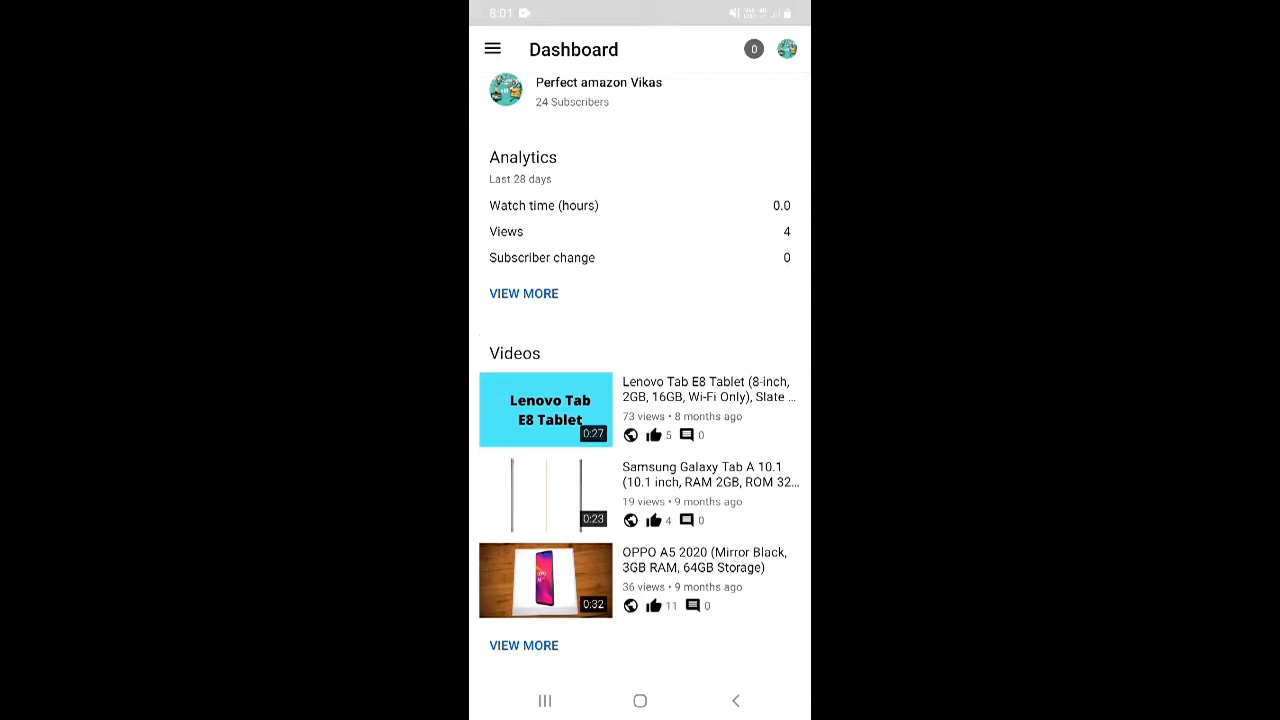 8:01
Dashboard
0
Perfect amazon Vikas
24 Subscribers
Analytics
Last 28 days
Watch time (hours) 0.0
Views 4
Subscriber change 0
VIEW MORE
Videos
Lenovo Tab
E8 Tablet
0:27
Lenovo Tab E8 Tablet (8-inch,
2GB, 16GB, Wi-Fi Only), Slate ...
73 views • 8 months ago
5 0
0:23
Samsung Galaxy Tab A 10.1
(10.1 inch, RAM 2GB, ROM 32...
19 views • 9 months ago
4 0
0:32
OPPO A5 2020 (Mirror Black,
3GB RAM, 64GB Storage)
36 views • 9 months ago
11 0
VIEW MORE